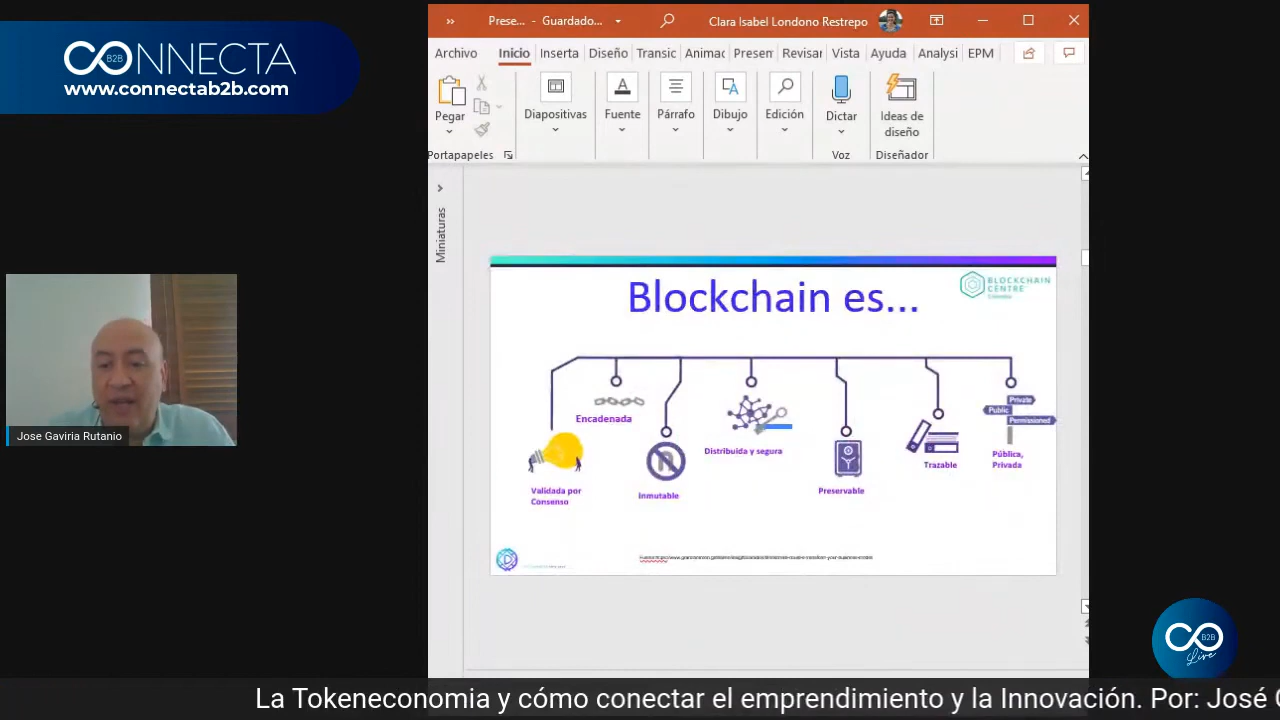 CONNECTA
B2B
www.connectab2b.com
Prese... - Guardado...
Clara Isabel Londono Restrepo
Archivo Inicio Inserta Diseño Transic Animac Presen Revisar Vista Ayuda Analysi EPM
Pegar Diapositivas Fuente Párrafo Dibujo Edición Dictar Ideas de
diseño
Portapapeles Voz Diseñador
Miniaturas
Blockchain es...
BLOCKCHAIN
CENTRE
Encadenada
Private
Public
Permissioned
Distribuida y segura
Pública,
Privada
Trazable
Validada por
Consenso
Inmutable
Preservable
Jose Gaviria Rutanio
B2B
Live
La Tokeneconomia y cómo conectar el emprendimiento y la Innovación. Por: José